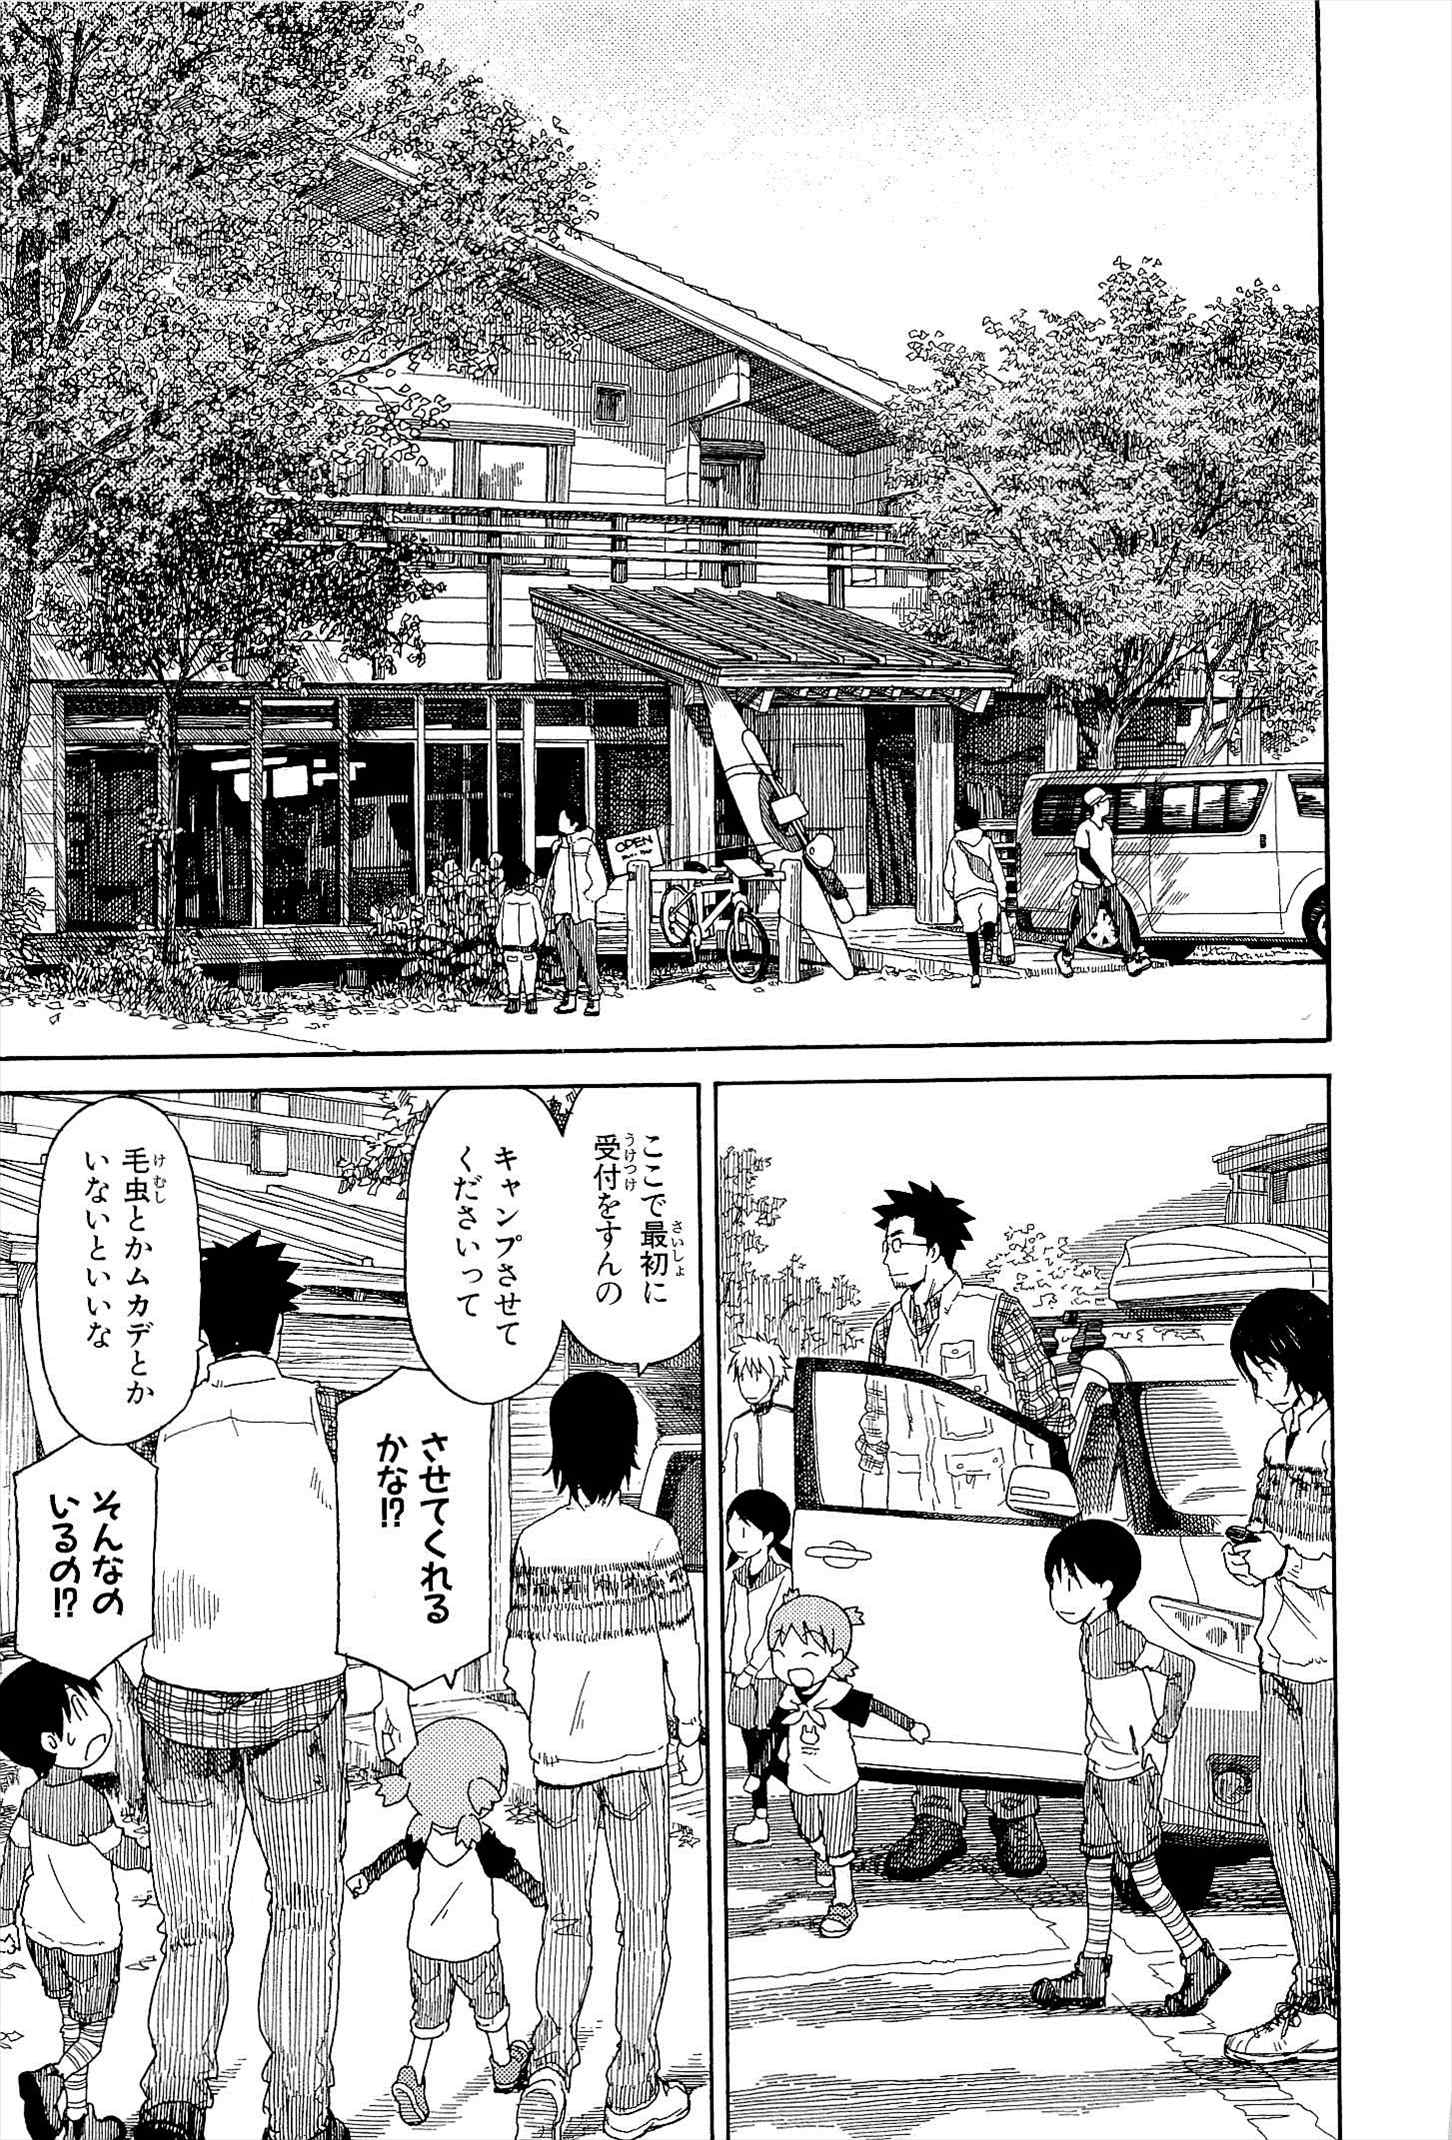 OPEN
ここで最初に
受付をすんの
キャンプさせて
くださいって
させてくれる
かな!?
毛虫とかムカデとか
いないといいな
そんなの
いるの!?